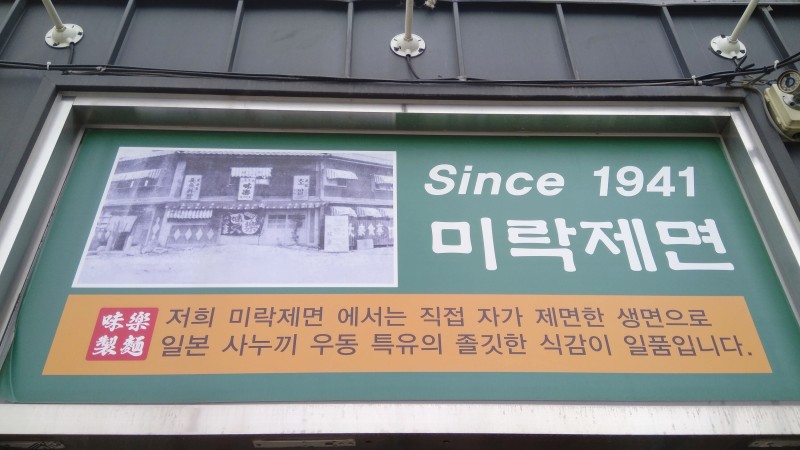 Since 1941
미락제면
味樂
製麵
저희 미락제면 에서는 직접 자가 제면한 생면으로
일본 사누끼 우동 특유의 졸깃한 식감이 일품입니다.